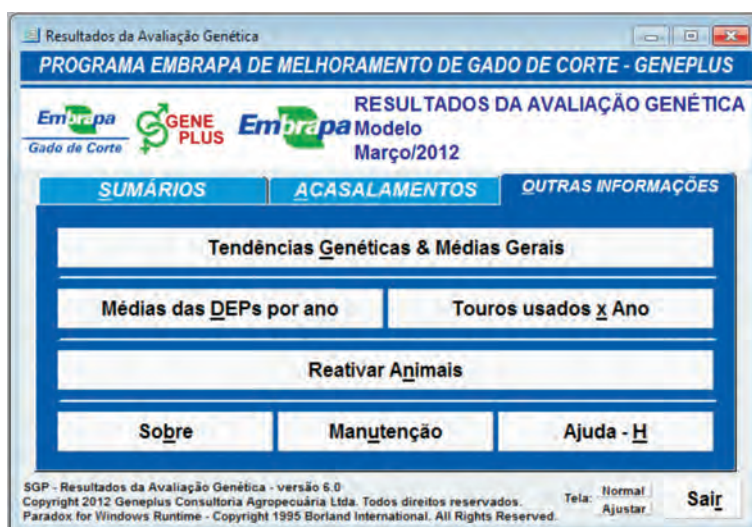 Resultados da Avaliação Genética
PROGRAMA EMBRAPA DE MELHORAMENTO DE GADO DE CORTE - GENEPLUS
Embrapa
Gado de Corte
GENE
PLUS
Embrapa
RESULTADOS DA AVALIAÇÃO GENÉTICA
Modelo
Março/2012
SUMÁRIOS
ACASALAMENTOS
OUTRAS INFORMAÇÕES
Tendências Genéticas & Médias Gerais
Médias das DEPs por ano
Touros usados x Ano
Reativar Animais
Sobre
Manutenção
Ajuda - H
SGP - Resultados da Avaliação Genética - versão 6.0
Copyright 2012 Geneplus Consultoria Agropecuária Ltda. Todos direitos reservados.
Paradox for Windows Runtime - Copyright 1995 Borland International. All Rights Reserved.
Tela:
Normal
Ajustar
Sair